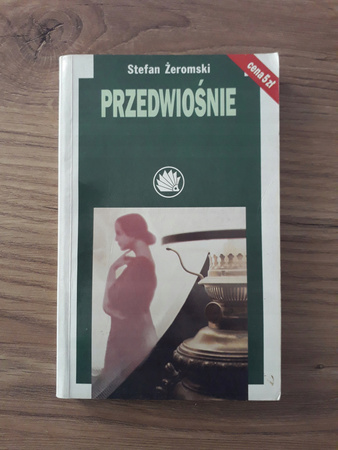 Stefan Żeromski
cena 5 zł
PRZEDWIOŚNIE